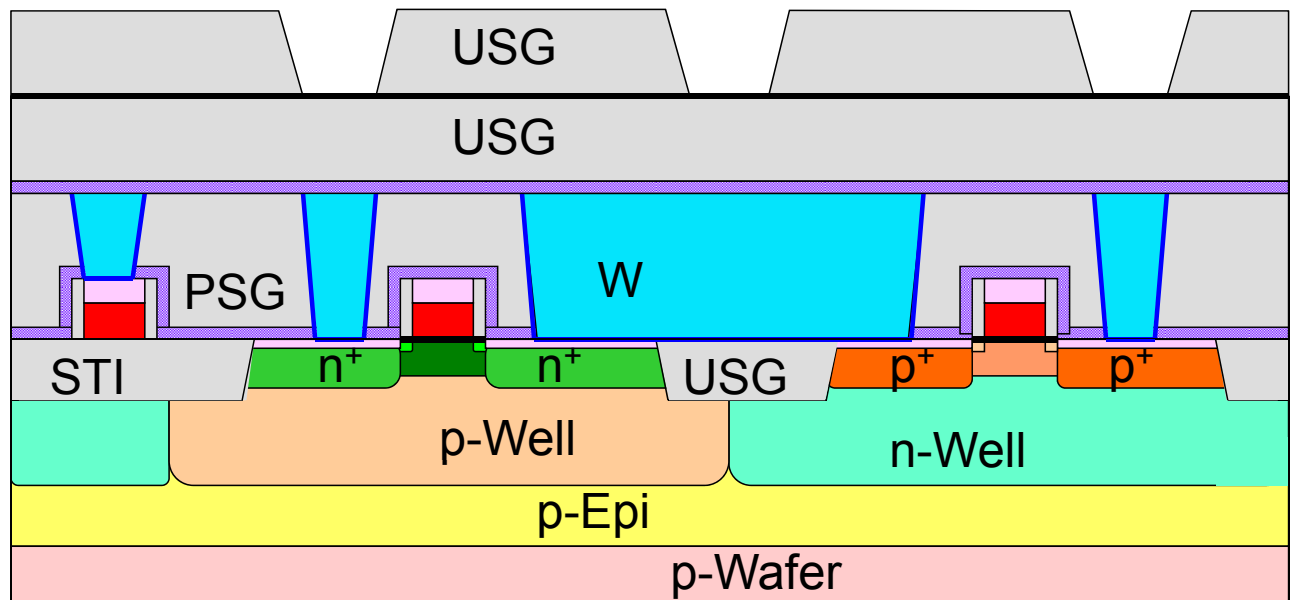 USG
USG
PSG
W
STI
n+
n+
USG
p+
p+
p-Well
n-Well
p-Epi
p-Wafer